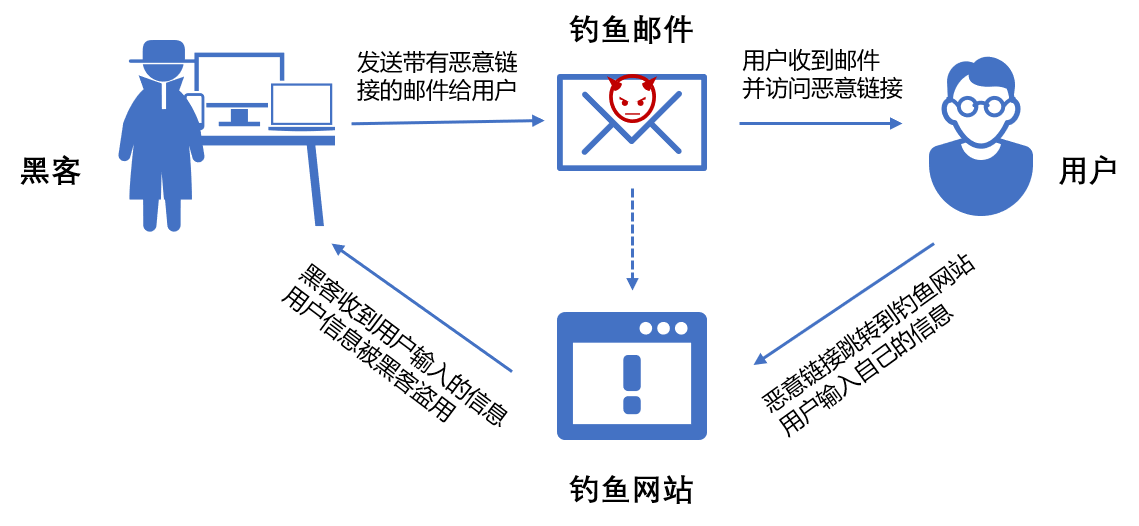 钓鱼邮件
发送带有恶意链
接的邮件给用户
用户收到邮件
并访问恶意链接
黑客
用户
黑客收到用户输入的信息
用户信息被黑客盗用
恶意链接跳转到钓鱼网站
用户输入自己的信息
钓鱼网站